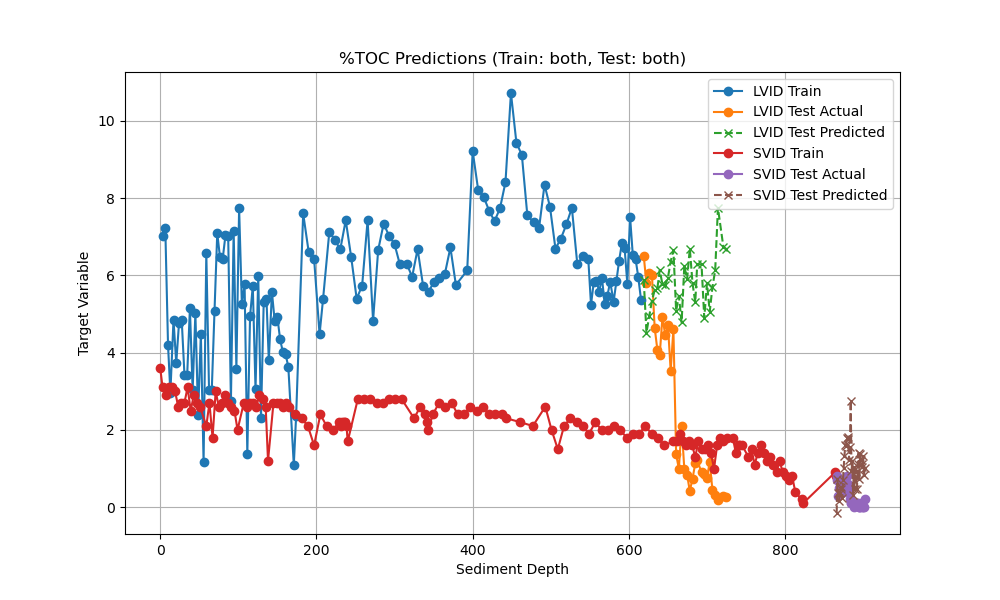 %TOC Predictions (Train: both, Test: both)
LVID Train
LVID Test Actual
LVID Test Predicted
SVID Train
SVID Test Actual
SVID Test Predicted
Target Variable
10
8
6
4
2
0
0 200 400 600 800
Sediment Depth